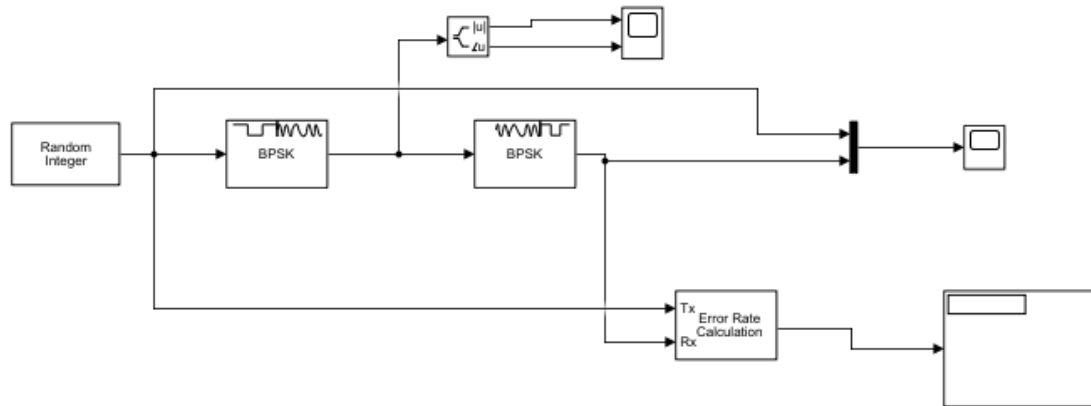 |u|
∠u
Random
Integer
BPSK
BPSK
Tx
Error Rate
Calculation
Rx